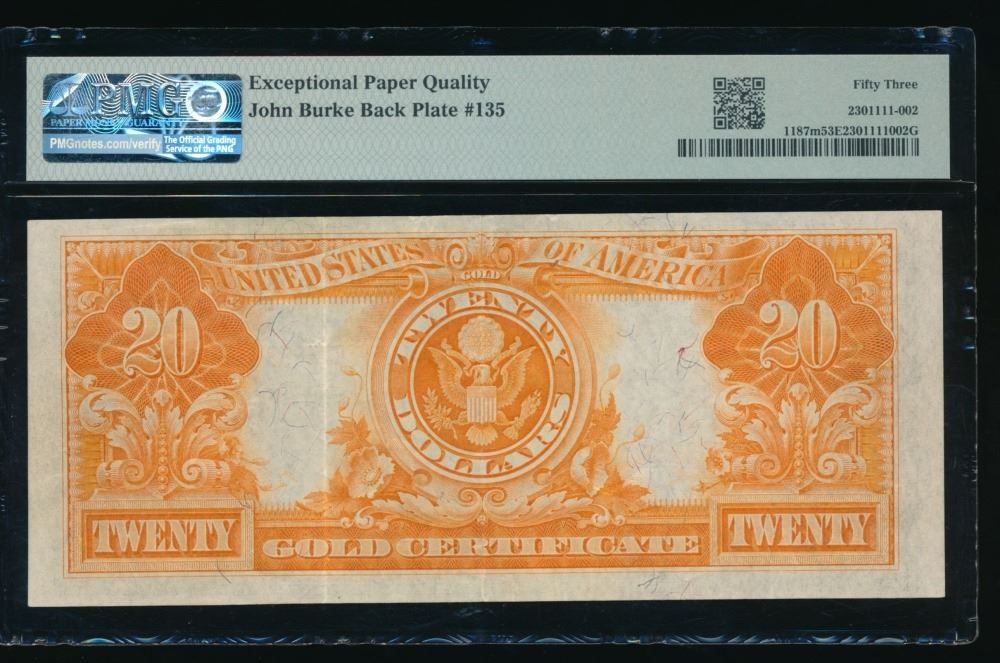 PMG
PAPER MONEY GUARANTY
PMGnotes.com/verify
The Official Grading
Service of the PNG
Exceptional Paper Quality
John Burke Back Plate #135
Fifty Three
2301111-002
1187m53E2301111002G
UNITED STATES OF AMERICA
GOLD
20
20
TWENTY
DOLLARS
TWENTY
GOLD CERTIFICATE
TWENTY